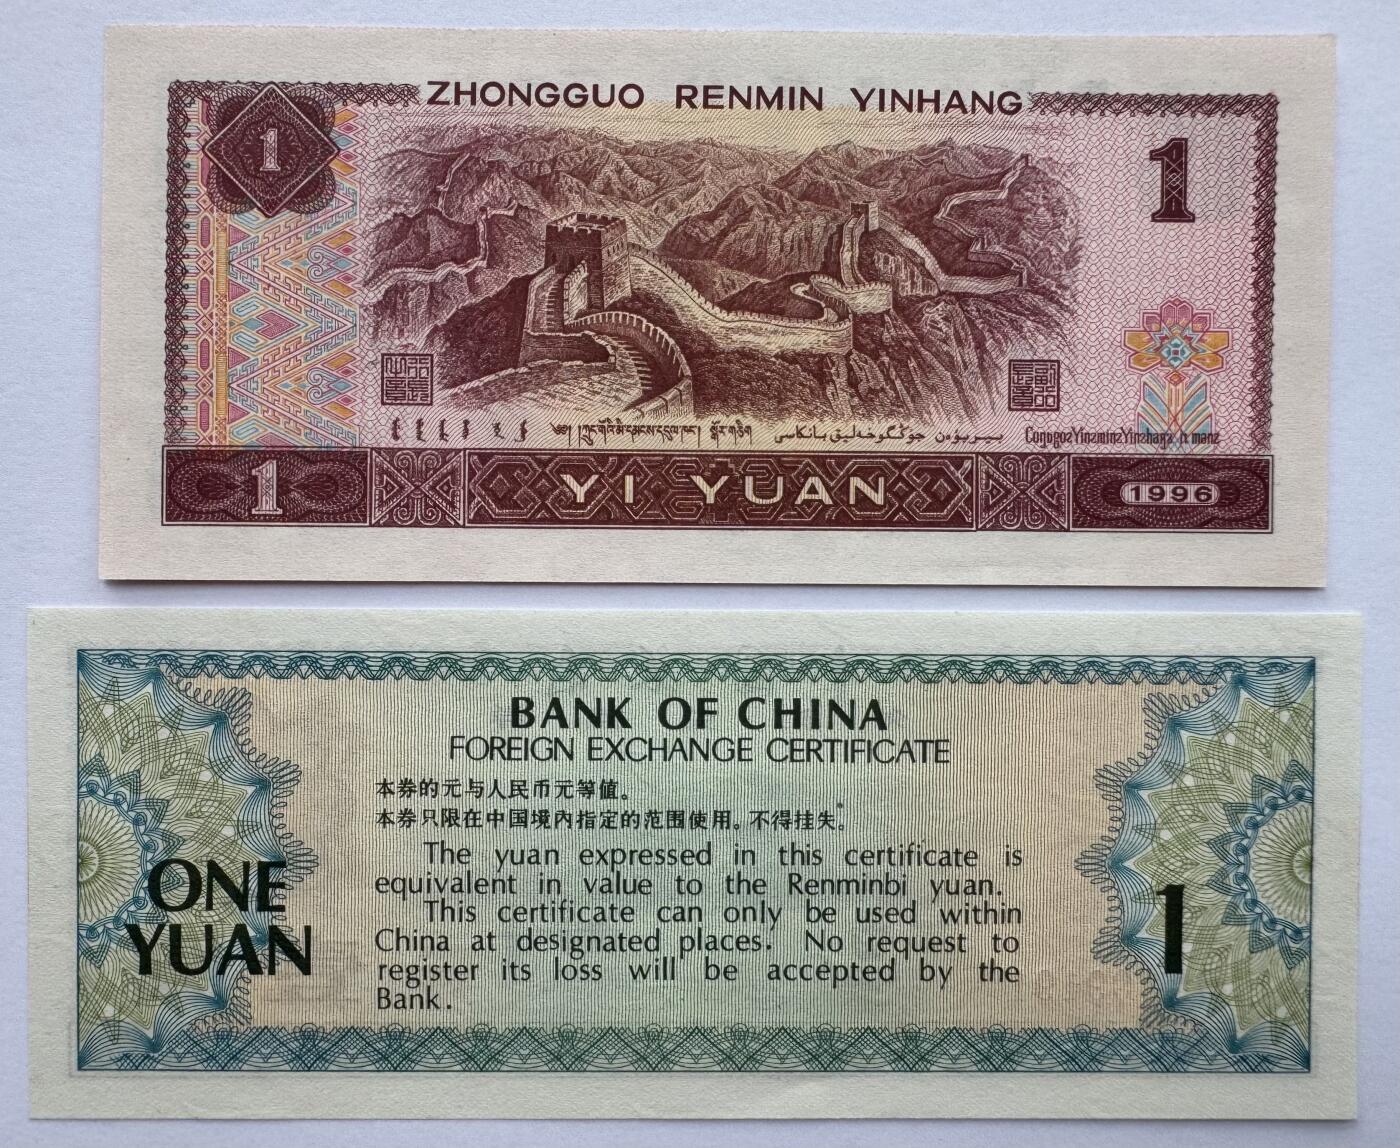 ZHONGGUO RENMIN YINHANG
1
1
1
YI YUAN
1996
BANK OF CHINA
FOREIGN EXCHANGE CERTIFICATE
本券的元与人民币元等值。
本券只限在中国境内指定的范围使用。不得挂失。
The yuan expressed in this certificate is
equivalent in value to the Renminbi yuan.
This certificate can only be used within
China at designated places. No request to
register its loss will be accepted by the
Bank.
ONE
YUAN
1